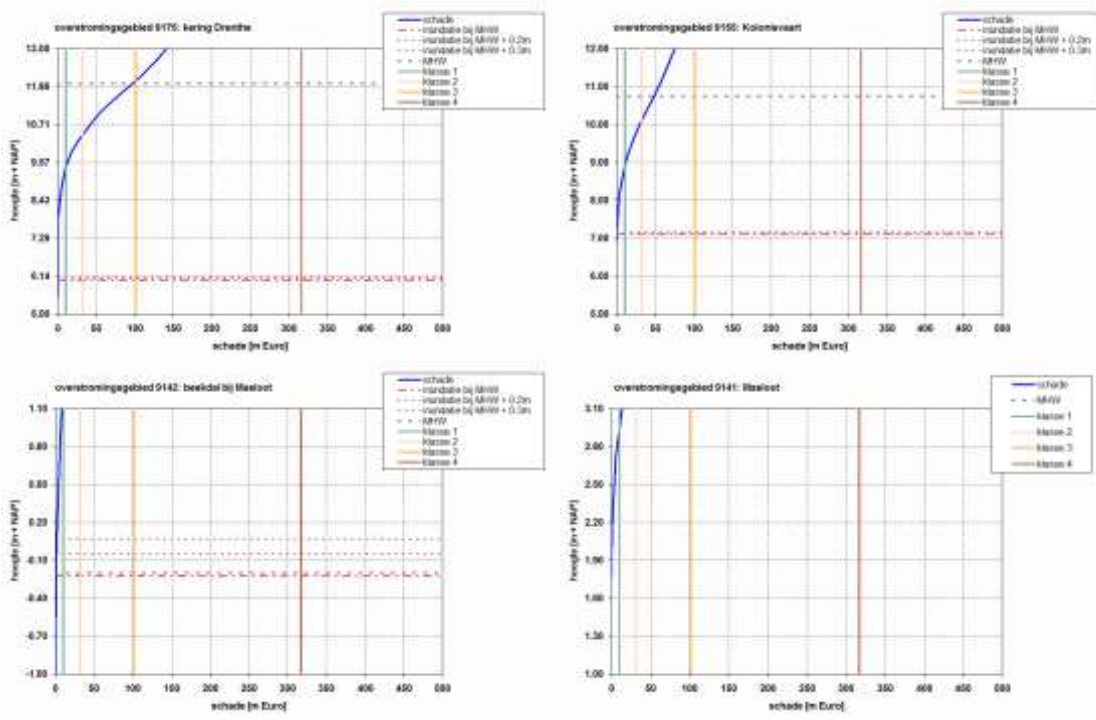 overstromingsgebied 9175: kering Drenthe
schade
inundatie bij MHW
inundatie bij MHW + 0.2m
inundatie bij MHW + 0.3m
MHW
klasse 1
klasse 2
klasse 3
klasse 4
hoogte [m + NAP]
13.00
10.71
8.43
7.29
6.14
5.00
0 50 100 150 200 250 300 350 400 450 500
schade [m Euro]
schade
inundatie bij MHW
inundatie bij MHW + 0.2m
inundatie bij MHW + 0.3m
MHW
klasse 1
klasse 2
klasse 3
klasse 4
hoogte [m + NAP]
12.00
11.00
10.00
9.00
8.00
7.00
6.00
5.00
0 50 100 150 200 250 300 350 400 450 500
schade [m Euro]
overstromingsgebied 9142: beekdal bij Maaloot
schade
inundatie bij MHW
inundatie bij MHW + 0.2m
inundatie bij MHW + 0.3m
MHW
klasse 1
klasse 2
klasse 3
klasse 4
hoogte [m + NAP]
1.10
0.80
0.50
0.20
-0.10
-0.40
-0.70
-1.00
0 50 100 150 200 250 300 350 400 450 500
schade [m Euro]
overstromingsgebied 9141: Maaloot
schade
MHW
klasse 1
klasse 2
klasse 3
klasse 4
hoogte [m + NAP]
3.10
2.80
2.50
2.20
1.90
1.60
1.30
1.00
0 50 100 150 200 250 300 350 400 450 500
schade [m Euro]